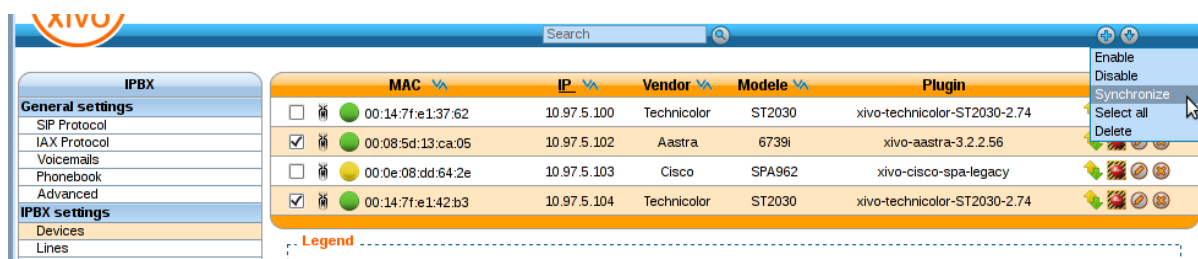 XIVO
Search
Enable
Disable
Synchronize
Select all
Delete
IPBX
General settings
SIP Protocol
IAX Protocol
Voicemails
Phonebook
Advanced
IPBX settings
Devices
Lines
MAC IP Vendor Modele Plugin
00:14:7f:e1:37:62 10.97.5.100 Technicolor ST2030 xivo-technicolor-ST2030-2.74
00:08:5d:13:ca:05 10.97.5.102 Aastra 6739i xivo-aastra-3.2.2.56
00:0e:08:dd:64:2e 10.97.5.103 Cisco SPA962 xivo-cisco-spa-legacy
00:14:7f:e1:42:b3 10.97.5.104 Technicolor ST2030 xivo-technicolor-ST2030-2.74
Legend